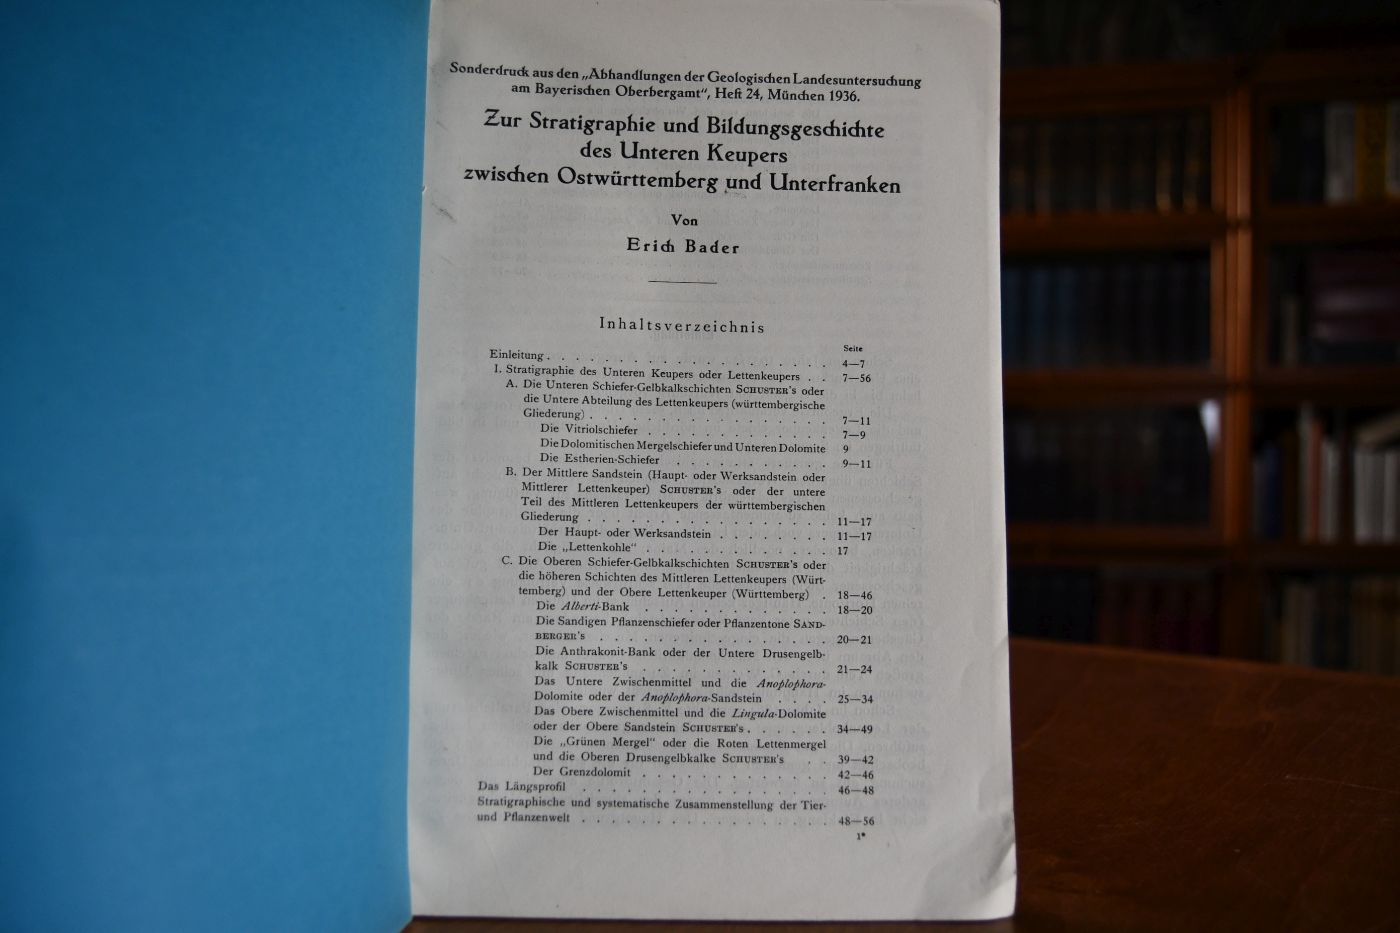 Sonderdruck aus den „Abhandlungen der Geologischen Landesuntersuchung
am Bayerischen Oberbergamt“, Heft 24, München 1936.
Zur Stratigraphie und Bildungsgeschichte
des Unteren Keupers
zwischen Ostwürttemberg und Unterfranken
Von
Erich Bader
Inhaltsverzeichnis
Seite
Einleitung . . . . . . . . . . . . . . . . . . . 4—7
I. Stratigraphie des Unteren Keupers oder Lettenkeupers . . 7—56
A. Die Unteren Schiefer-Gelbkalkschichten SCHUSTER's oder
die Untere Abteilung des Lettenkeupers (württembergische
Gliederung) . . . . . . . . . . . . . . . . . 7—11
Die Vitriolschiefer . . . . . . . . . . . . . 7—9
Die Dolomitischen Mergelschiefer und Unteren Dolomite 9
Die Estherien-Schiefer . . . . . . . . . . . 9—11
B. Der Mittlere Sandstein (Haupt- oder Werksandstein oder
Mittlerer Lettenkeuper) SCHUSTER's oder der untere
Teil des Mittleren Lettenkeupers der württembergischen
Gliederung . . . . . . . . . . . . . . . . . 11—17
Der Haupt- oder Werksandstein . . . . . . . . 11—17
Die „Lettenkohle“ . . . . . . . . . . . . . 17
C. Die Oberen Schiefer-Gelbkalkschichten SCHUSTER's oder
die höheren Schichten des Mittleren Lettenkeupers (Würt-
temberg) und der Obere Lettenkeuper (Württemberg) . 18—46
Die Alberti-Bank . . . . . . . . . . . . . 18—20
Die Sandigen Pflanzenschiefer oder Pflanzentone SAND-
BERGER's . . . . . . . . . . . . . . . . 20—21
Die Anthrakonit-Bank oder der Untere Drusengelb-
kalk SCHUSTER's . . . . . . . . . . . . . 21—24
Das Untere Zwischenmittel und die Anoplophora-
Dolomite oder der Anoplophora-Sandstein . . . . 25—34
Das Obere Zwischenmittel und die Lingula-Dolomite
oder der Obere Sandstein SCHUSTER's . . . . . . 34—49
Die „Grünen Mergel“ oder die Roten Lettenmergel
und die Oberen Drusengelbkalke SCHUSTER's . . 39—42
Der Grenzdolomit . . . . . . . . . . . . . 42—46
Das Längsprofil . . . . . . . . . . . . . . . . . 46—48
Stratigraphische und systematische Zusammenstellung der Tier-
und Pflanzenwelt . . . . . . . . . . . . . . . . . 48—56
1*